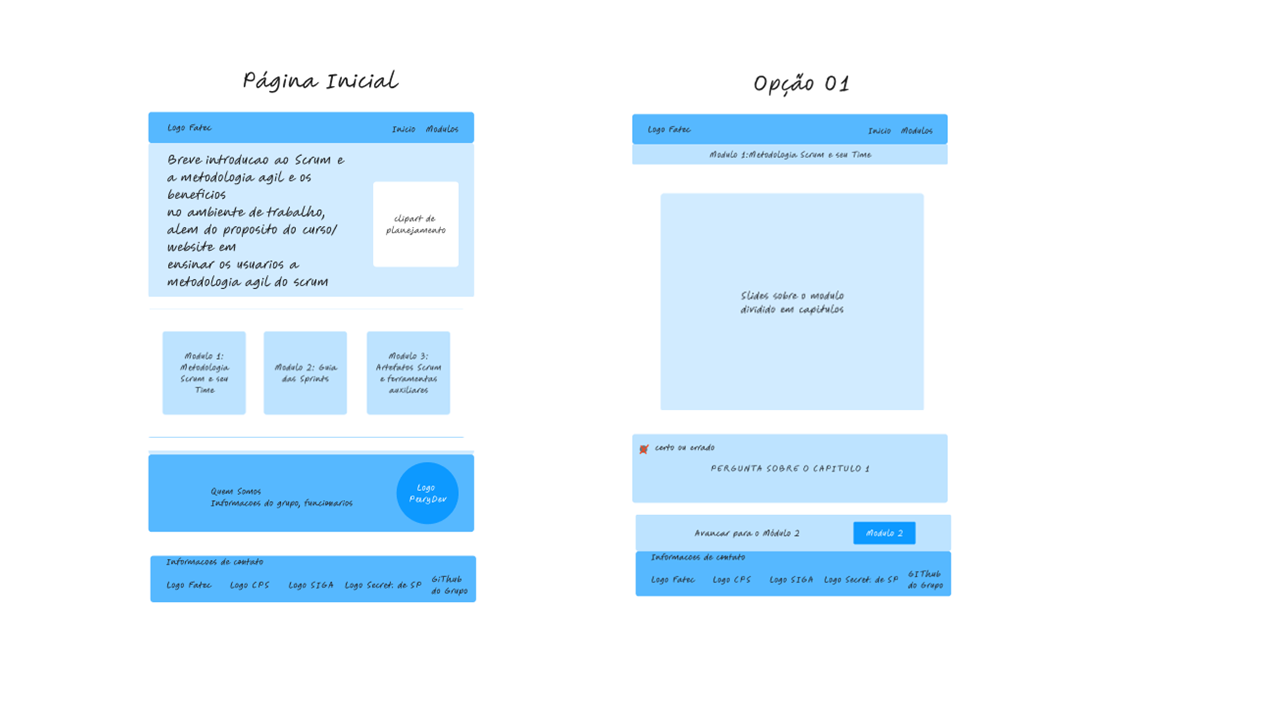 Página Inicial
Logo Fatec
Inicio
Modulos
Breve introducao ao Scrum e
a metodologia agil e os
beneficios
no ambiente de trabalho,
alem do proposito do curso/
website em
ensinar os usuarios a
metodologia agil do scrum
clipart de
planejamento
Modulo 1:
Metodologia
Scrum e seu
Time
Modulo 2: Guia
das Sprints
Modulo 3:
Artefatos Scrum
e ferramentas
auxiliares
Quem Somos
Informacoes do grupo, funcionarios
Logo
PearyDev
Informacoes de contato
Logo Fatec
Logo CPS
Logo SIGA
Logo Secret. de SP
GiThub
do Grupo
Opção 01
Logo Fatec
Inicio
Modulos
Modulo 1:Metodologia Scrum e seu Time
Slides sobre o modulo
dividido em capitulos
certo ou errado
PERGUNTA SOBRE O CAPITULO 1
Avancar para o Módulo 2
Modulo 2
Informacoes de contato
Logo Fatec
Logo CPS
Logo SIGA
Logo Secret. de SP
GIThub
do Grupo